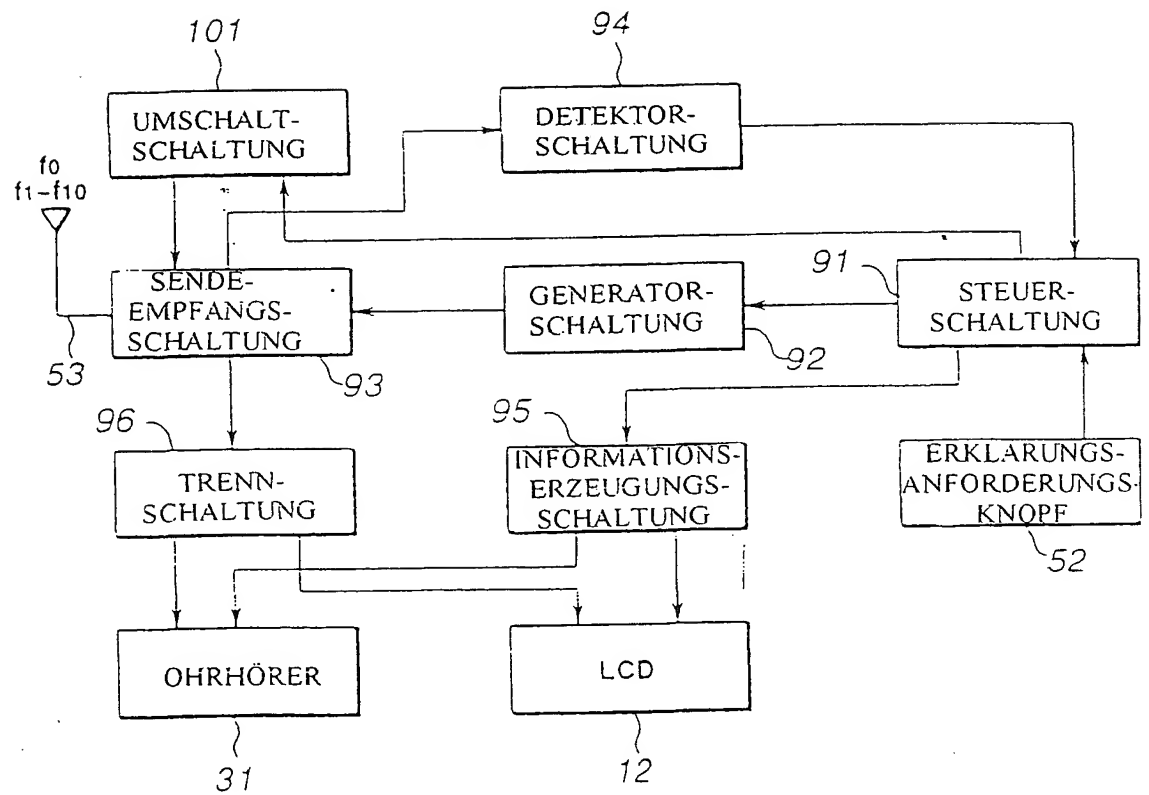 101
94
UMSCHALT-
SCHALTUNG
DETEKTOR-
SCHALTUNG
f0
f1-f10
91
SENDE-
EMPFANGS-
SCHALTUNG
GENERATOR-
SCHALTUNG
STEUER-
SCHALTUNG
53
93
92
96
95
TRENN-
SCHALTUNG
INFORMATIONS-
ERZEUGUNGS-
SCHALTUNG
ERKLARUNGS-
ANFORDERUNGS-
KNOPF
52
OHRHÖRER
LCD
31
12